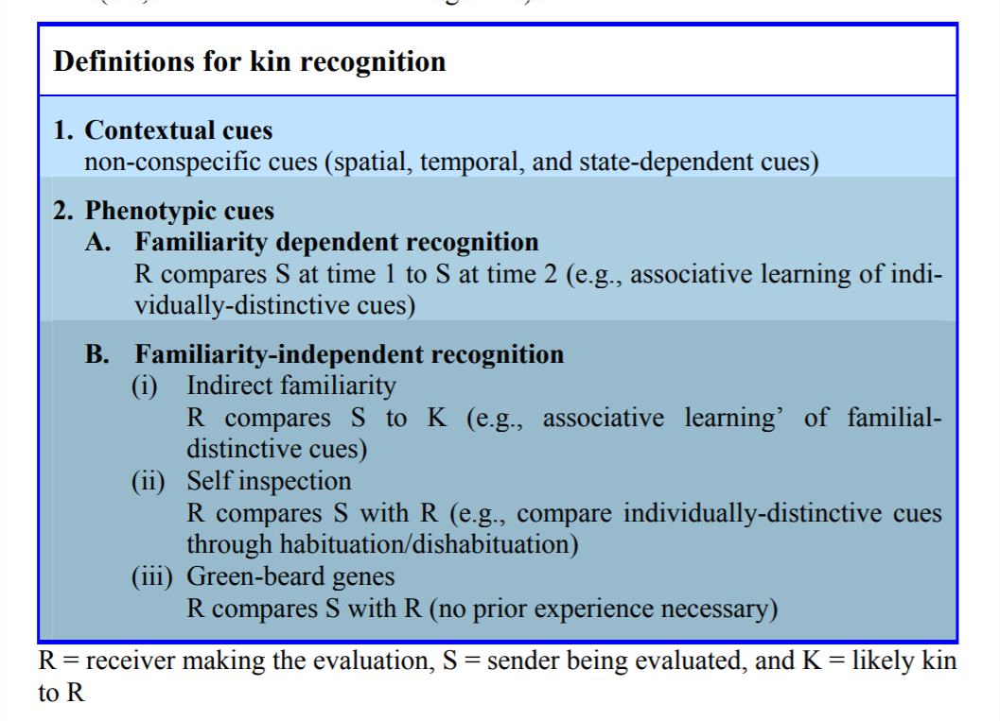 Definitions for kin recognition
1. Contextual cues
non-conspecific cues (spatial, temporal, and state-dependent cues)
2. Phenotypic cues
A. Familiarity dependent recognition
R compares S at time 1 to S at time 2 (e.g., associative learning of indi-
vidually-distinctive cues)
B. Familiarity-independent recognition
(i) Indirect familiarity
R compares S to K (e.g., associative learning’ of familial-
distinctive cues)
(ii) Self inspection
R compares S with R (e.g., compare individually-distinctive cues
through habituation/dishabituation)
(iii) Green-beard genes
R compares S with R (no prior experience necessary)
R = receiver making the evaluation, S = sender being evaluated, and K = likely kin
to R